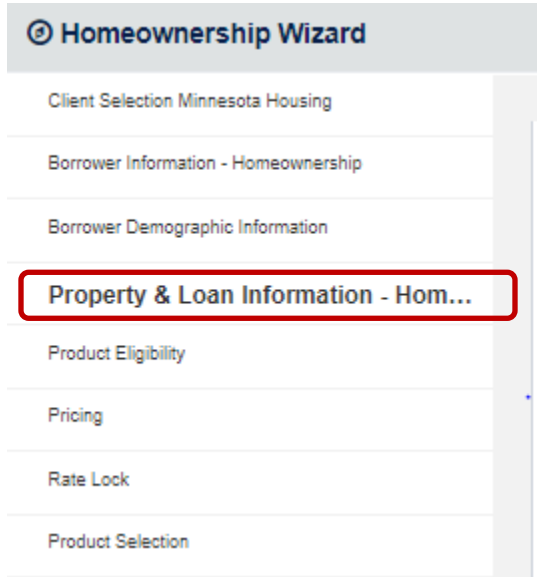 Homeownership Wizard
Client Selection Minnesota Housing
Borrower Information - Homeownership
Borrower Demographic Information
Property & Loan Information - Hom...
Product Eligibility
Pricing
Rate Lock
Product Selection